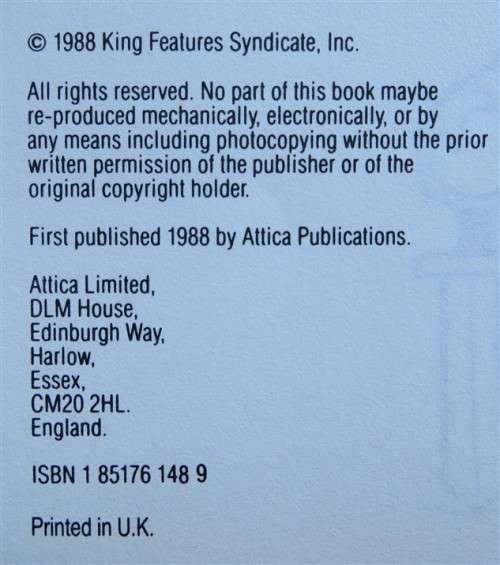 © 1988 King Features Syndicate, Inc.
All rights reserved. No part of this book maybe
re-produced mechanically, electronically, or by
any means including photocopying without the prior
written permission of the publisher or of the
original copyright holder.
First published 1988 by Attica Publications.
Attica Limited,
DLM House,
Edinburgh Way,
Harlow,
Essex,
CM20 2HL.
England.
ISBN 1 85176 148 9
Printed in U.K.